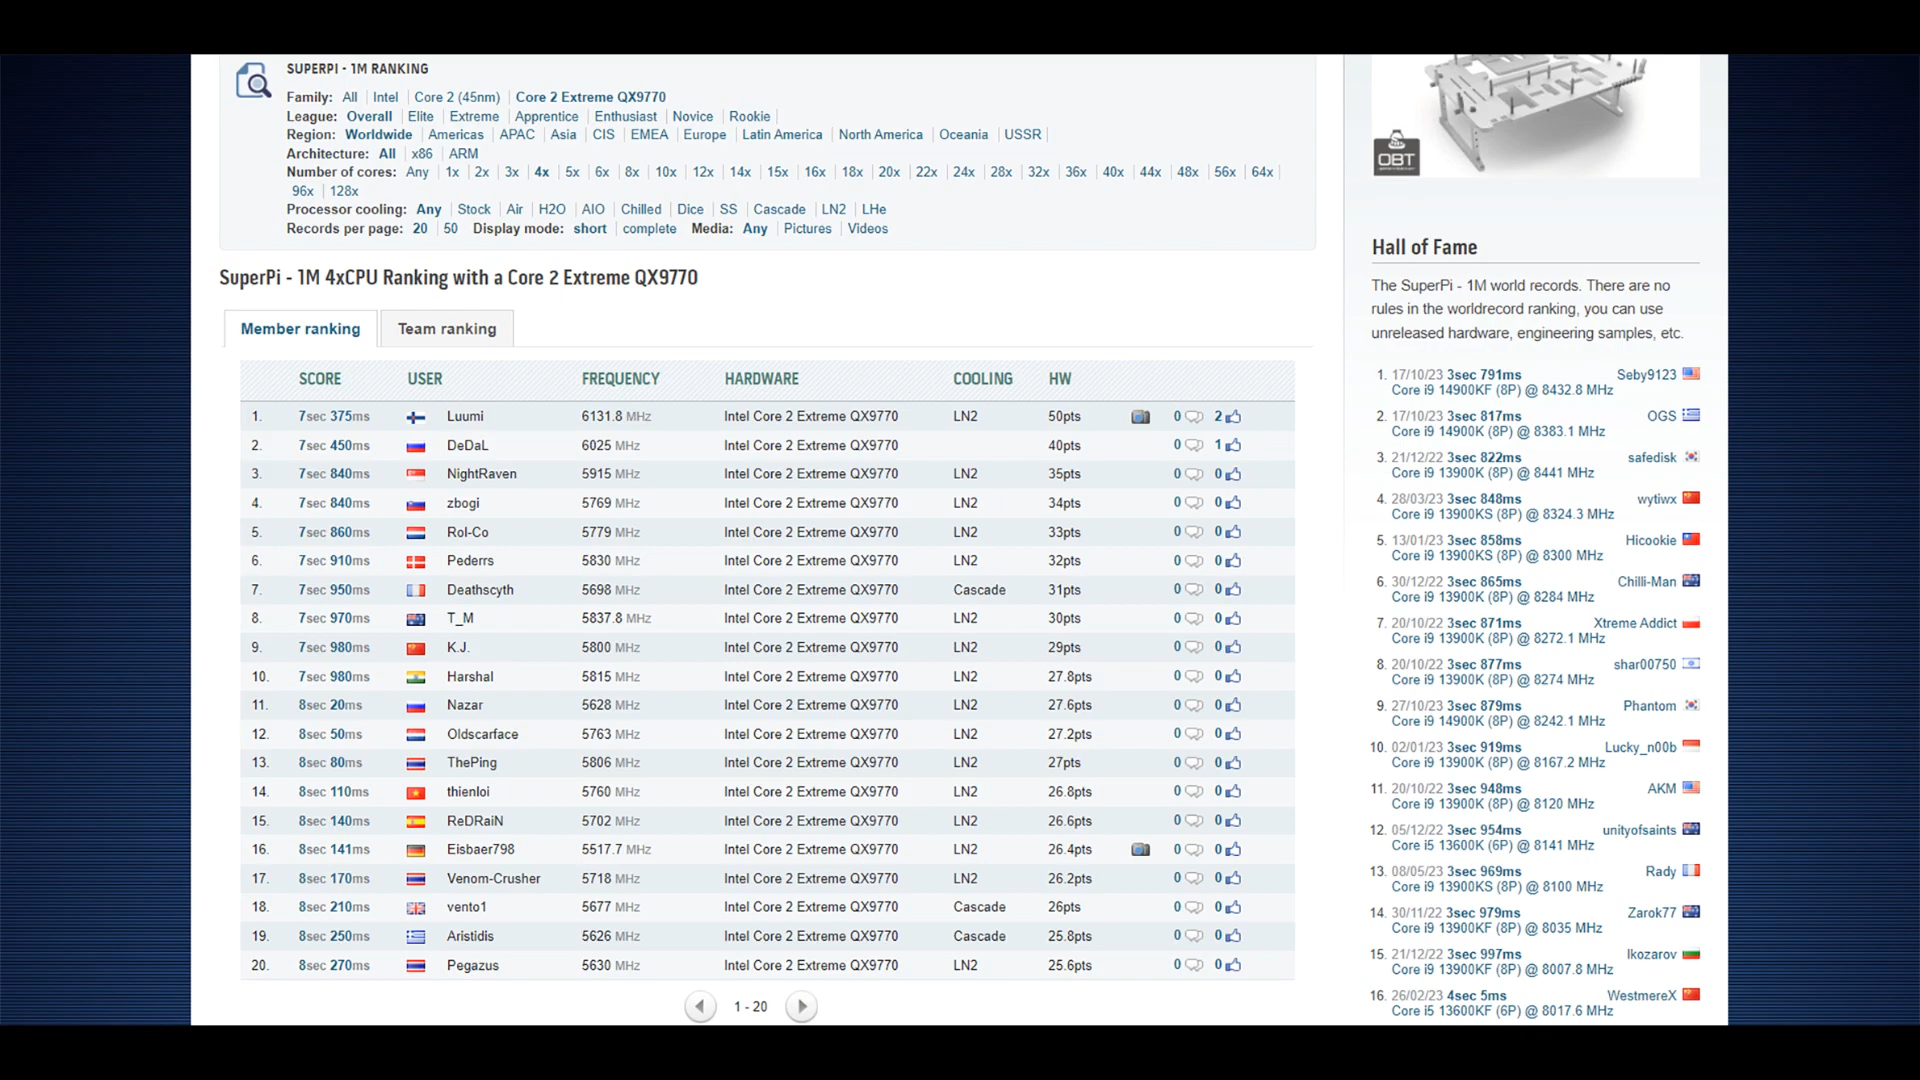 SUPERPI - 1M RANKING
Family: All Intel Core 2 (45nm) Core 2 Extreme QX9770
League: Overall Elite Extreme Apprentice Enthusiast Novice Rookie
Region: Worldwide Americas APAC Asia CIS EMEA Europe Latin America North America Oceania USSR
Architecture: All x86 ARM
Number of cores: Any 1x 2x 3x 4x 5x 6x 8x 10x 12x 14x 15x 16x 18x 20x 22x 24x 28x 32x 36x 40x 44x 48x 56x 64x
96x 128x
Processor cooling: Any Stock Air H2O AIO Chilled Dice SS Cascade LN2 LHe
Records per page: 20 50 Display mode: short complete Media: Any Pictures Videos
SuperPi - 1M 4xCPU Ranking with a Core 2 Extreme QX9770
Member ranking Team ranking
SCORE USER FREQUENCY HARDWARE COOLING HW
1. 7sec 375ms Luumi 6131.8 MHz Intel Core 2 Extreme QX9770 LN2 50pts 0 2
2. 7sec 450ms DeDaL 6025 MHz Intel Core 2 Extreme QX9770 40pts 0 1
3. 7sec 840ms NightRaven 5915 MHz Intel Core 2 Extreme QX9770 LN2 35pts 0 0
4. 7sec 840ms zbogi 5769 MHz Intel Core 2 Extreme QX9770 LN2 34pts 0 0
5. 7sec 860ms Rol-Co 5779 MHz Intel Core 2 Extreme QX9770 LN2 33pts 0 0
6. 7sec 910ms Pederrs 5830 MHz Intel Core 2 Extreme QX9770 LN2 32pts 0 0
7. 7sec 950ms Deathscyth 5698 MHz Intel Core 2 Extreme QX9770 Cascade 31pts 0 0
8. 7sec 970ms T_M 5837.8 MHz Intel Core 2 Extreme QX9770 LN2 30pts 0 0
9. 7sec 980ms K.J. 5800 MHz Intel Core 2 Extreme QX9770 LN2 29pts 0 0
10. 7sec 980ms Harshal 5815 MHz Intel Core 2 Extreme QX9770 LN2 27.8pts 0 0
11. 8sec 20ms Nazar 5628 MHz Intel Core 2 Extreme QX9770 LN2 27.6pts 0 0
12. 8sec 50ms Oldscarface 5763 MHz Intel Core 2 Extreme QX9770 LN2 27.2pts 0 0
13. 8sec 80ms ThePing 5806 MHz Intel Core 2 Extreme QX9770 LN2 27pts 0 0
14. 8sec 110ms thienloi 5760 MHz Intel Core 2 Extreme QX9770 LN2 26.8pts 0 0
15. 8sec 140ms ReDRaiN 5702 MHz Intel Core 2 Extreme QX9770 LN2 26.6pts 0 0
16. 8sec 141ms Eisbaer798 5517.7 MHz Intel Core 2 Extreme QX9770 LN2 26.4pts 0 0
17. 8sec 170ms Venom-Crusher 5718 MHz Intel Core 2 Extreme QX9770 LN2 26.2pts 0 0
18. 8sec 210ms vento1 5677 MHz Intel Core 2 Extreme QX9770 Cascade 26pts 0 0
19. 8sec 250ms Aristidis 5626 MHz Intel Core 2 Extreme QX9770 Cascade 25.8pts 0 0
20. 8sec 270ms Pegazus 5630 MHz Intel Core 2 Extreme QX9770 LN2 25.6pts 0 0
1 - 20
OBT
Hall of Fame
The SuperPi - 1M world records. There are no
rules in the worldrecord ranking, you can use
unreleased hardware, engineering samples, etc.
1. 17/10/23 3sec 791ms Seby9123
Core i9 14900KF (8P) @ 8432.8 MHz
2. 17/10/23 3sec 817ms OGS
Core i9 14900K (8P) @ 8383.1 MHz
3. 21/12/22 3sec 822ms safedisk
Core i9 13900K (8P) @ 8441 MHz
4. 28/03/23 3sec 848ms wytiwx
Core i9 13900KS (8P) @ 8324.3 MHz
5. 13/01/23 3sec 858ms Hicookie
Core i9 13900KS (8P) @ 8300 MHz
6. 30/12/22 3sec 865ms Chilli-Man
Core i9 13900K (8P) @ 8284 MHz
7. 20/10/22 3sec 871ms Xtreme Addict
Core i9 13900K (8P) @ 8272.1 MHz
8. 20/10/22 3sec 877ms shar00750
Core i9 13900K (8P) @ 8274 MHz
9. 27/10/23 3sec 879ms Phantom
Core i9 14900K (8P) @ 8242.1 MHz
10. 02/01/23 3sec 919ms Lucky_n00b
Core i9 13900K (8P) @ 8167.2 MHz
11. 20/10/22 3sec 948ms AKM
Core i9 13900K (8P) @ 8120 MHz
12. 05/12/22 3sec 954ms unityofsaints
Core i5 13600K (6P) @ 8141 MHz
13. 08/05/23 3sec 969ms Rady
Core i9 13900KS (8P) @ 8100 MHz
14. 30/11/22 3sec 979ms Zarok77
Core i9 13900KF (8P) @ 8035 MHz
15. 21/12/22 3sec 997ms Ikozarov
Core i9 13900KF (8P) @ 8007.8 MHz
16. 26/02/23 4sec 5ms WestmereX
Core i5 13600KF (6P) @ 8017.6 MHz